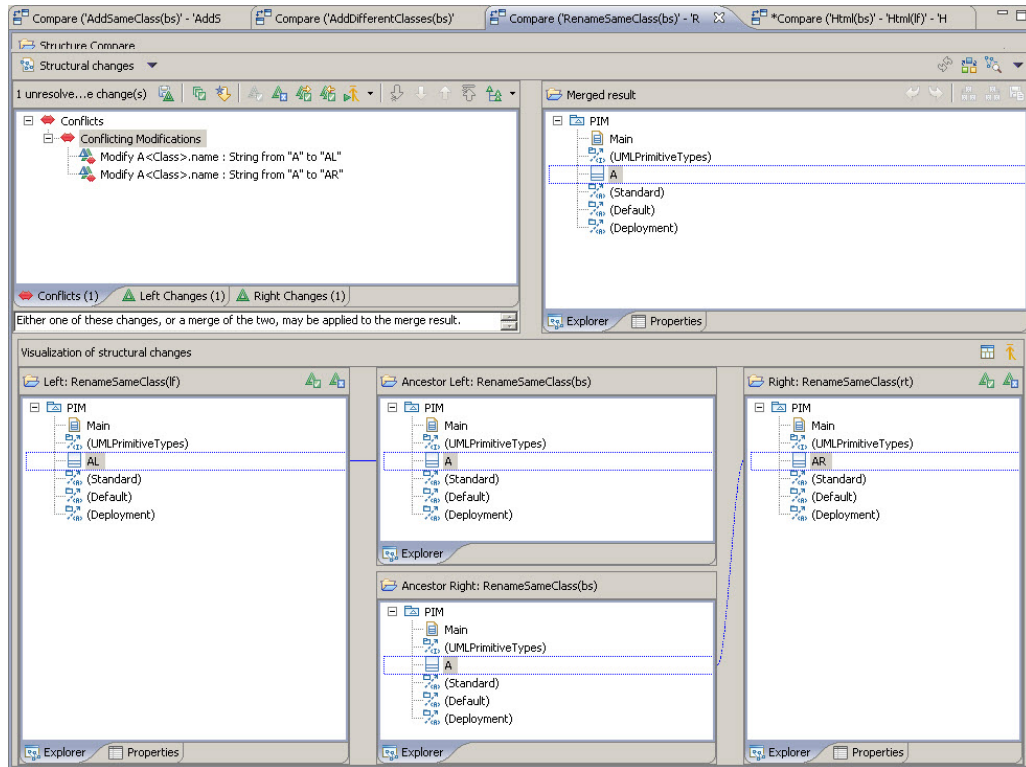 Compare ('AddSameClass(bs)' - 'AddS
Compare ('AddDifferentClasses(bs)'
Compare ('RenameSameClass(bs)' - 'R
*Compare ('Html(bs)' - 'Html(lf)' - 'H
Structure Compare
Structural changes
1 unresolve...e change(s)
Conflicts
Conflicting Modifications
Modify A<Class>.name : String from "A" to "AL"
Modify A<Class>.name : String from "A" to "AR"
Conflicts (1)
Left Changes (1)
Right Changes (1)
Either one of these changes, or a merge of the two, may be applied to the merge result.
Merged result
PIM
Main
(UMLPrimitiveTypes)
A
(Standard)
(Default)
(Deployment)
Explorer
Properties
Visualization of structural changes
Left: RenameSameClass(lf)
PIM
Main
(UMLPrimitiveTypes)
AL
(Standard)
(Default)
(Deployment)
Explorer
Properties
Ancestor Left: RenameSameClass(bs)
PIM
Main
(UMLPrimitiveTypes)
A
(Standard)
(Default)
(Deployment)
Explorer
Ancestor Right: RenameSameClass(bs)
PIM
Main
(UMLPrimitiveTypes)
A
(Standard)
(Default)
(Deployment)
Explorer
Right: RenameSameClass(rt)
PIM
Main
(UMLPrimitiveTypes)
AR
(Standard)
(Default)
(Deployment)
Explorer
Properties